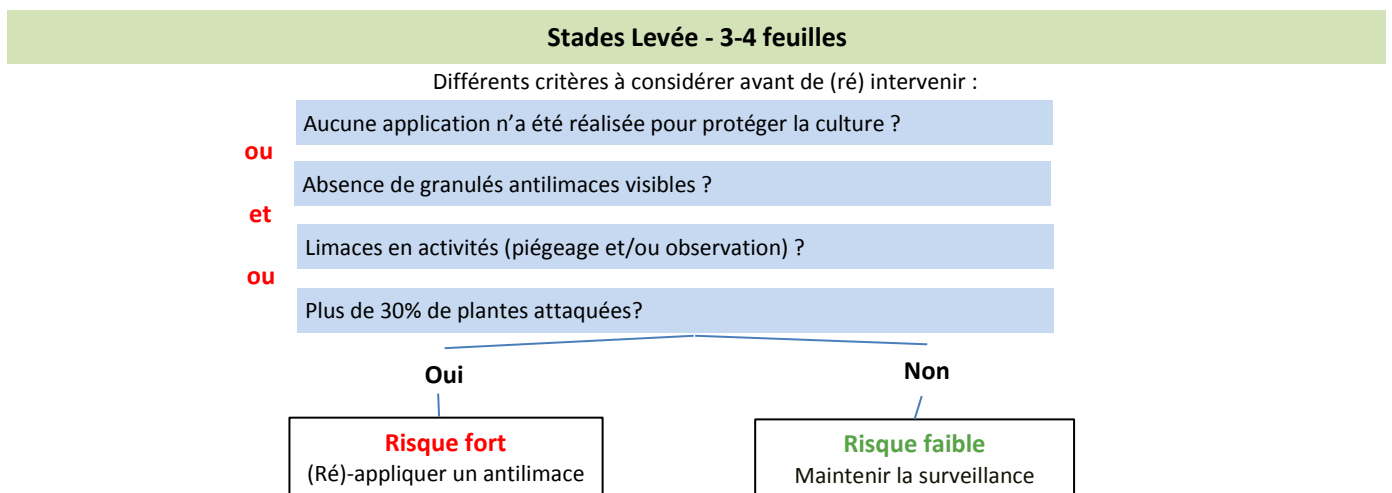 Stades Levée - 3-4 feuilles
Différents critères à considérer avant de (ré) intervenir :
Aucune application n’a été réalisée pour protéger la culture ?
ou
Absence de granulés antilimaces visibles ?
et
Limaces en activités (piégeage et/ou observation) ?
ou
Plus de 30% de plantes attaquées?
Oui
Non
Risque fort
(Ré)-appliquer un antilimace
Risque faible
Maintenir la surveillance